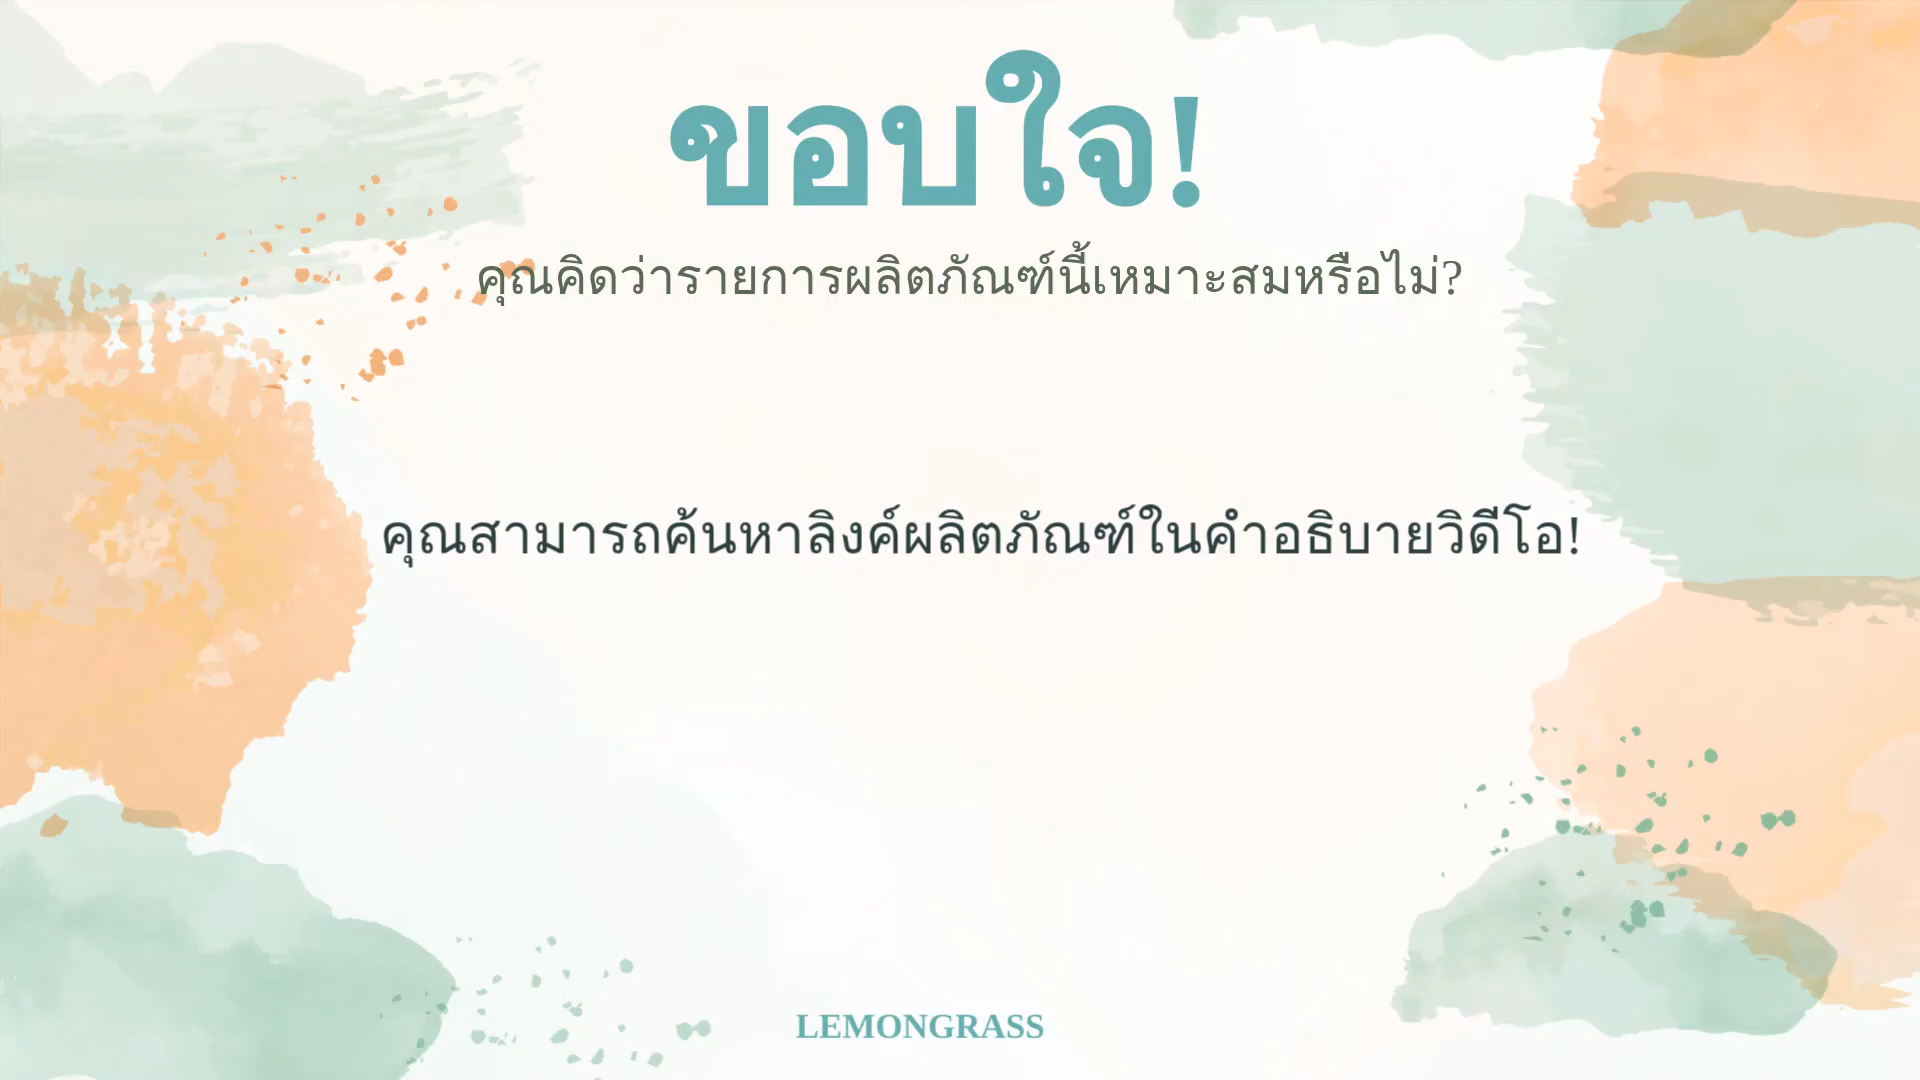 ขอบใจ!
คุณคิดว่ารายการผลิตภัณฑ์นี้เหมาะสมหรือไม่?
คุณสามารถค้นหาลิงค์ผลิตภัณฑ์ในคำอธิบายวิดีโอ!
LEMONGRASS